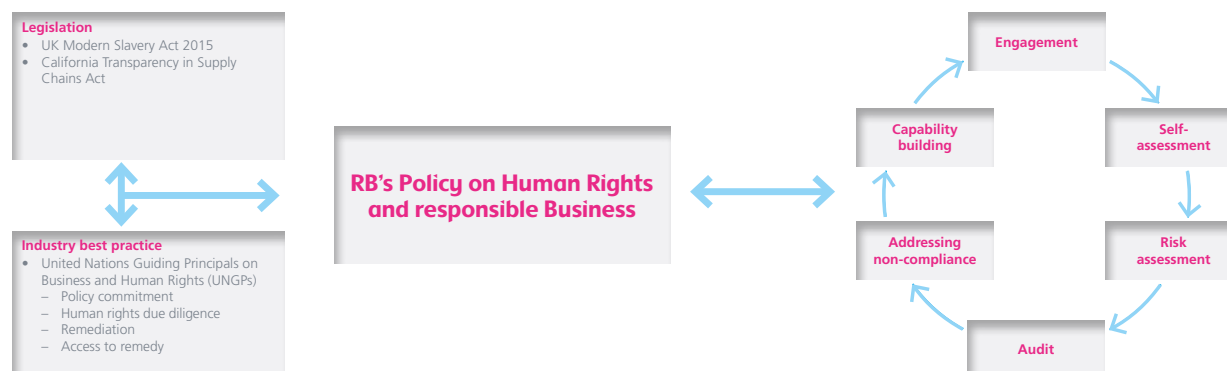 Legislation
• UK Modern Slavery Act 2015
• California Transparency in Supply
Chains Act
Industry best practice
• United Nations Guiding Principals on
Business and Human Rights (UNGPs)
– Policy commitment
– Human rights due diligence
– Remediation
– Access to remedy
RB's Policy on Human Rights
and responsible Business
Engagement
Self-
assessment
Risk
assessment
Audit
Addressing
non-compliance
Capability
building